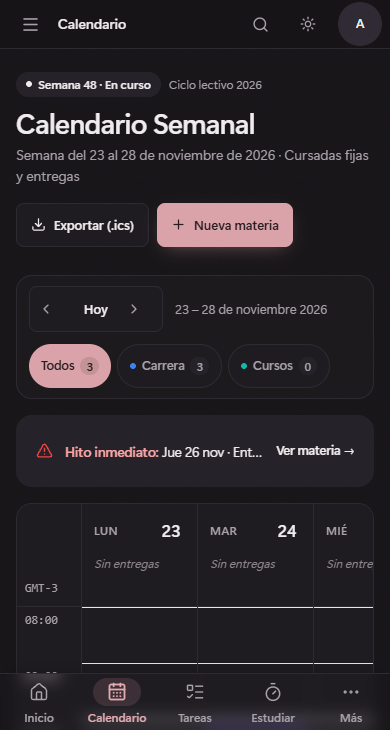 Calendario
A
Semana 48 · En curso
Ciclo lectivo 2026
Calendario Semanal
Semana del 23 al 28 de noviembre de 2026 · Cursadas fijas
y entregas
Exportar (.ics)
Nueva materia
Hoy
23 – 28 de noviembre 2026
Todos 3
Carrera 3
Cursos 0
Hito inmediato: Jue 26 nov · Ent...
Ver materia →
LUN 23
MAR 24
MIÉ
Sin entregas
Sin entregas
Sin entre
GMT-3
08:00
Inicio
Calendario
Tareas
Estudiar
Más